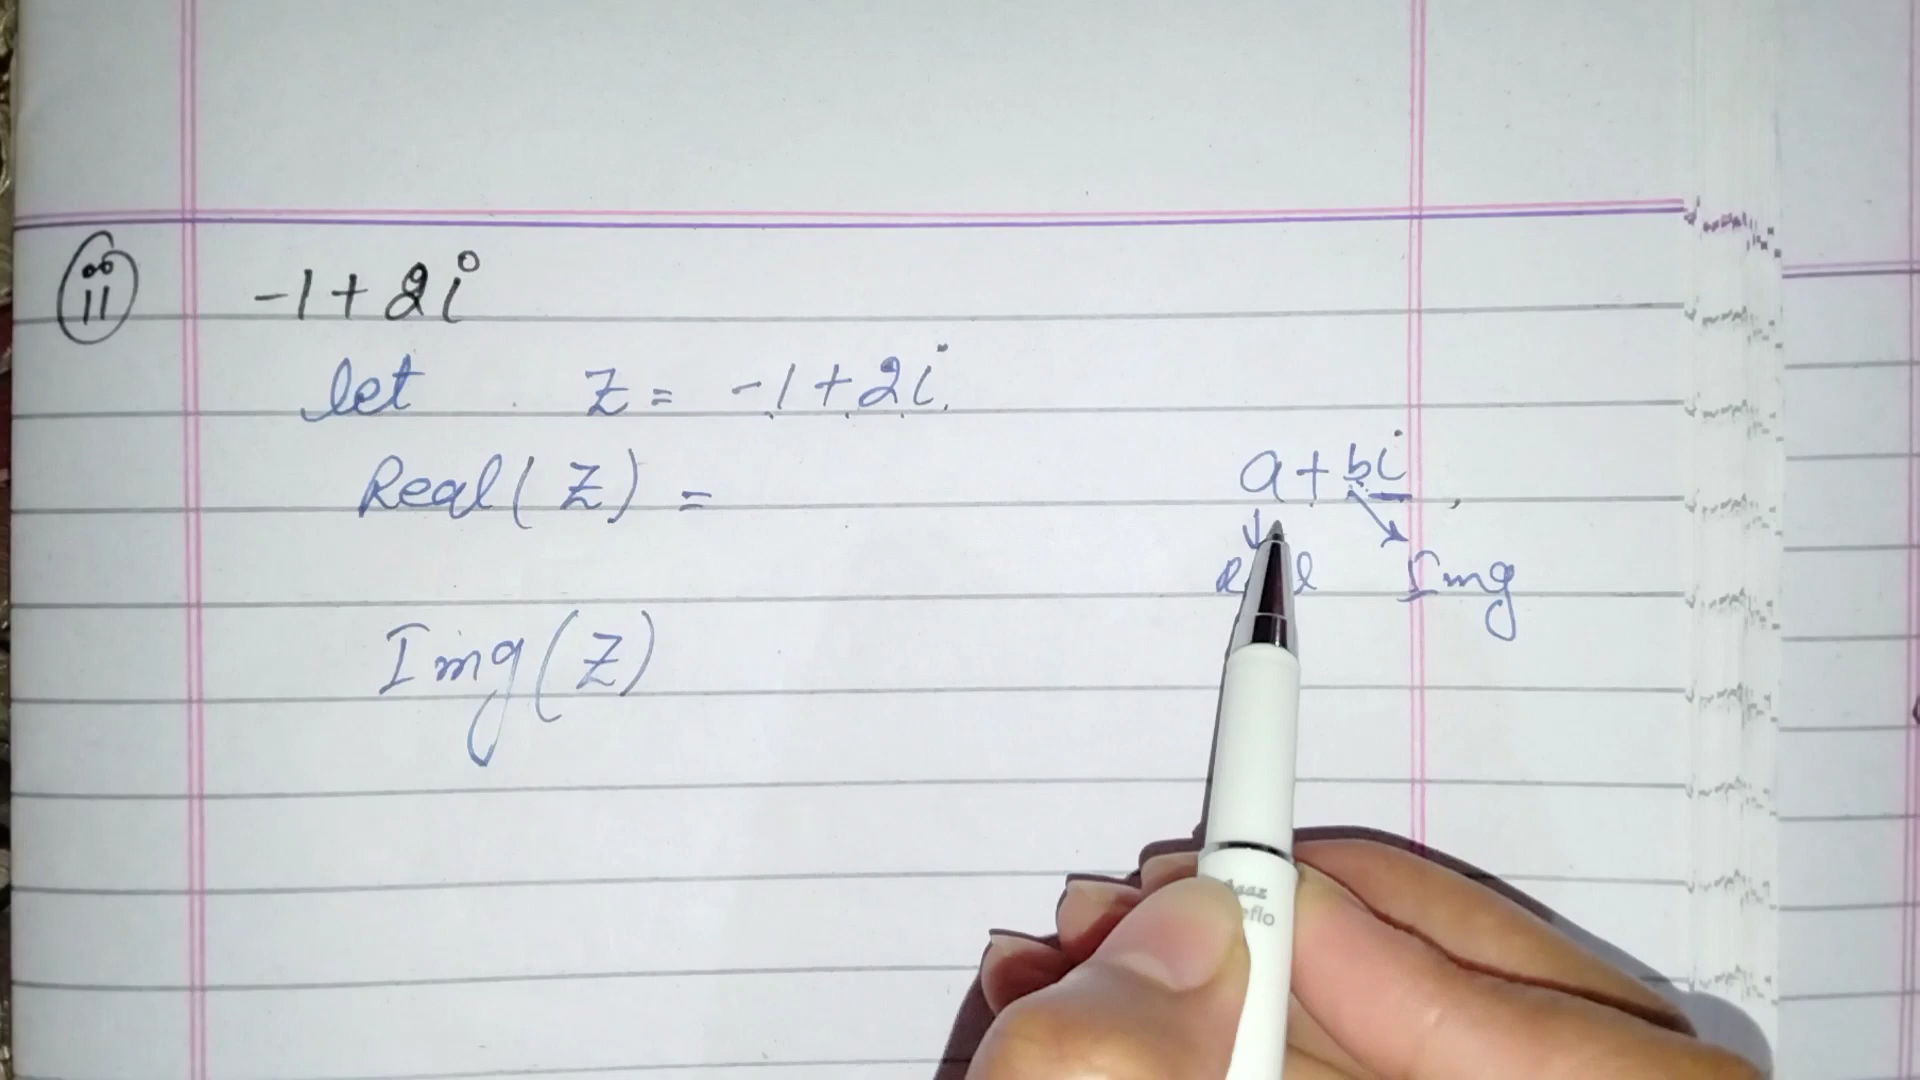 ii -1+2i
let z = -1+2i.
Real(z) = a+bi,
Img
Img(z)